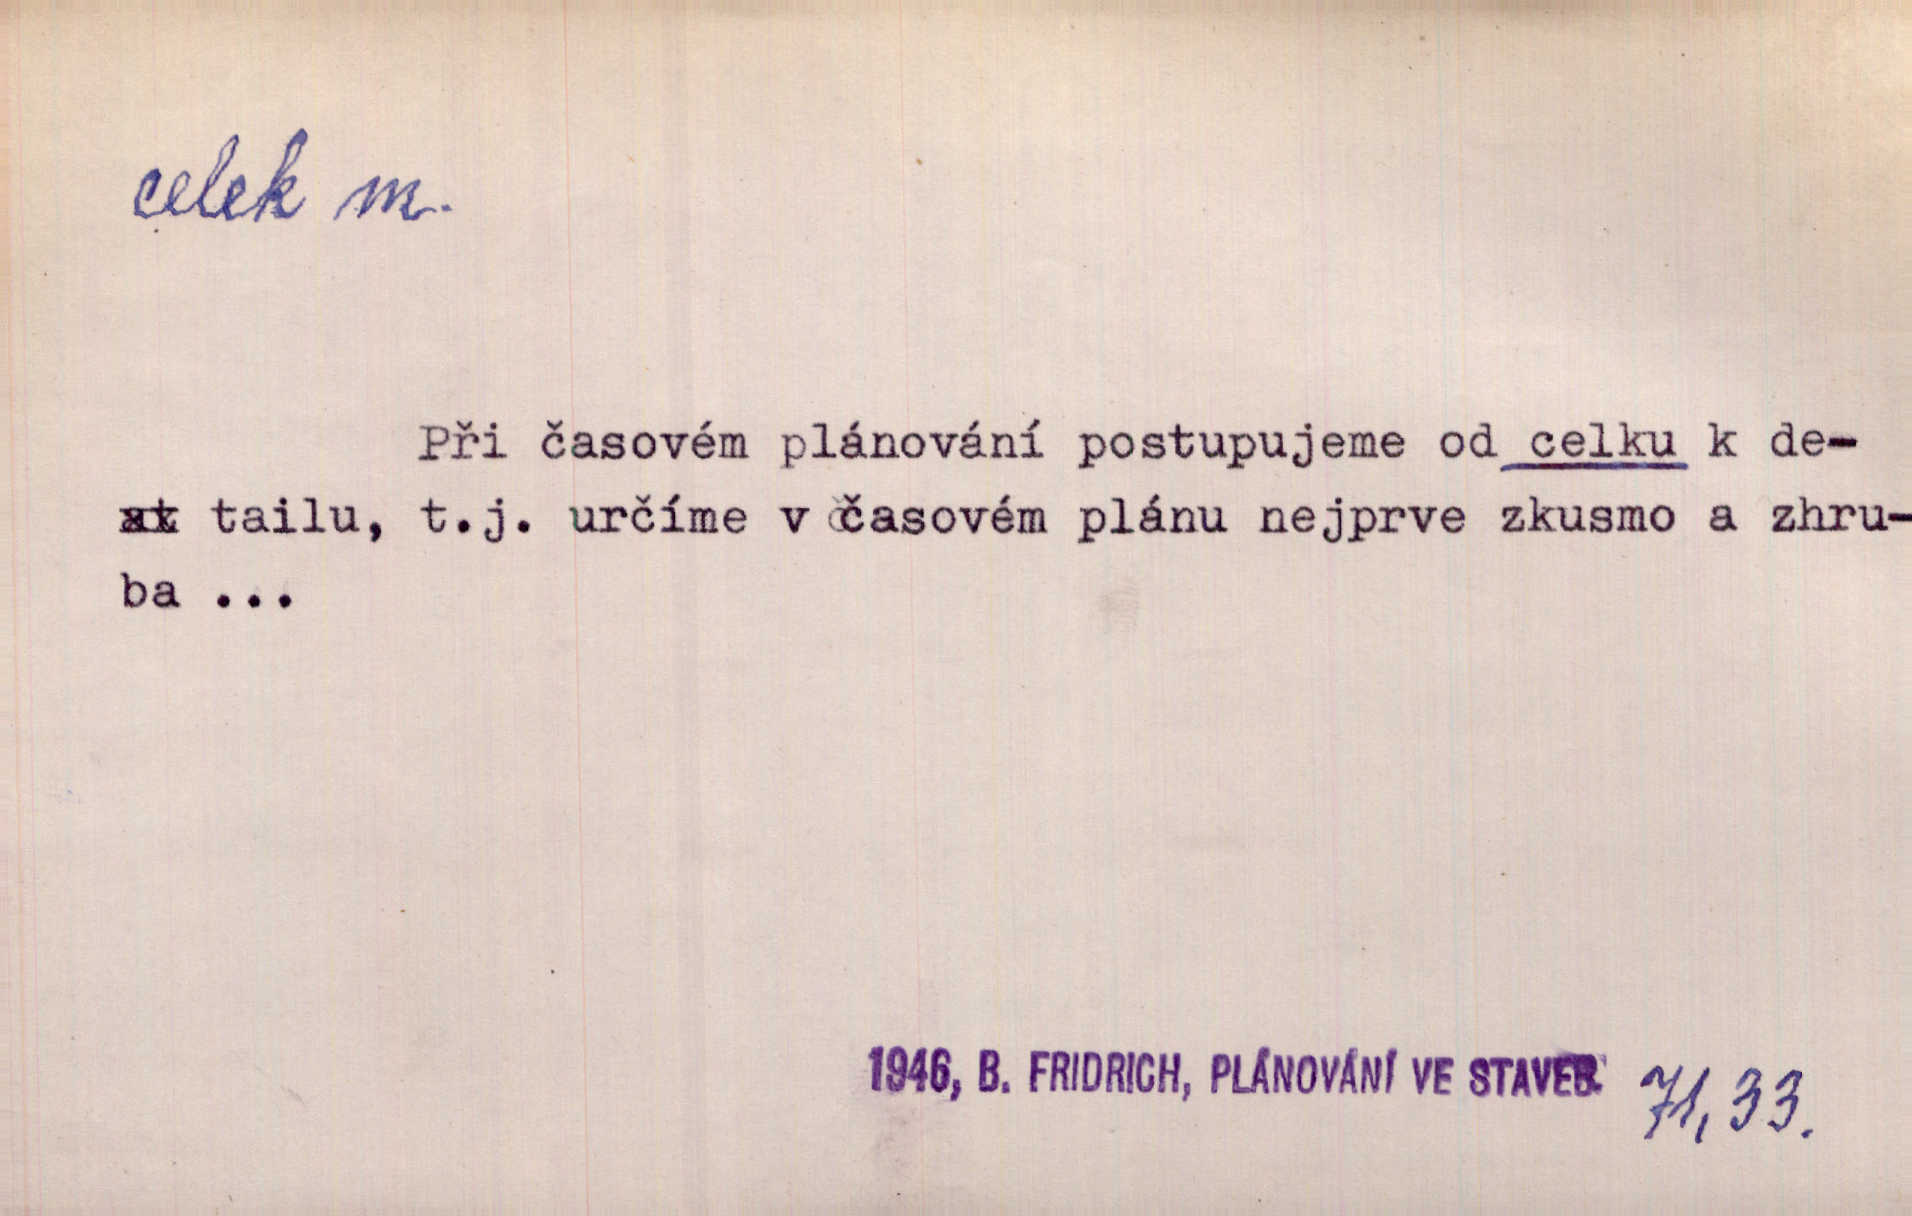 celek m.
Při časovém plánování postupujeme od celku k de-
tailu, t.j. určíme v časovém plánu nejprve zkusmo a zhru-
ba ...
1946, B. FRIDRICH, PLÁNOVÁNÍ VE STAVEB. 71, 33.